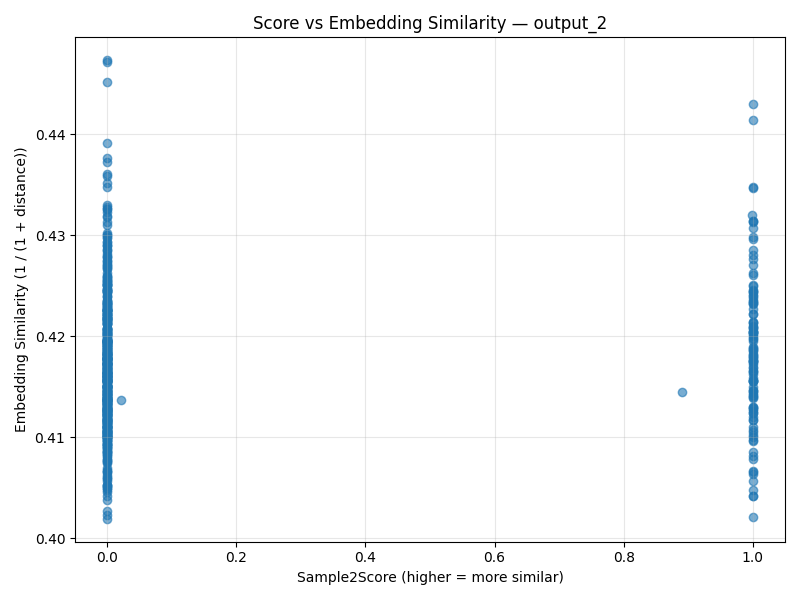 Score vs Embedding Similarity — output_2
Embedding Similarity (1 / (1 + distance))
0.44
0.43
0.42
0.41
0.40
0.0 0.2 0.4 0.6 0.8 1.0
Sample2Score (higher = more similar)